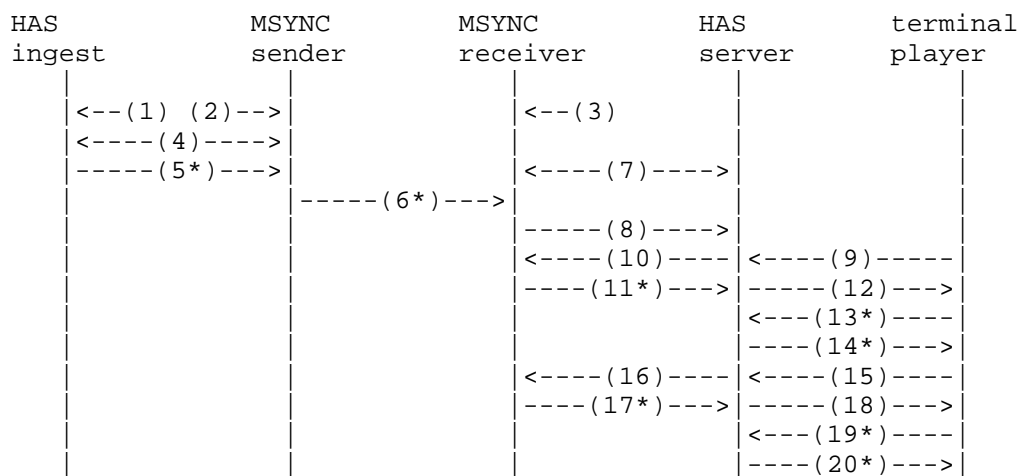 HAS                MSYNC            MSYNC             HAS           terminal
ingest             sender           receiver          server        player
    |                 |                 |                 |                 |
    |<--(1) (2)-->|                 |<--(3)           |                 |
    |<----(4)---->|                 |                 |                 |
    |-----(5*)--->|                 |<----(7)---->|                 |
    |                 |-----(6*)--->|                 |                 |
    |                 |                 |-----(8)---->|                 |
    |                 |                 |<----(10)----|<----(9)-----|
    |                 |                 |----(11*)--->|-----(12)--->|
    |                 |                 |                 |<---(13*)----|
    |                 |                 |                 |----(14*)--->|
    |                 |                 |<----(16)----|<----(15)----|
    |                 |                 |----(17*)--->|-----(18)--->|
    |                 |                 |                 |<---(19*)----|
    |                 |                 |                 |----(20*)--->|